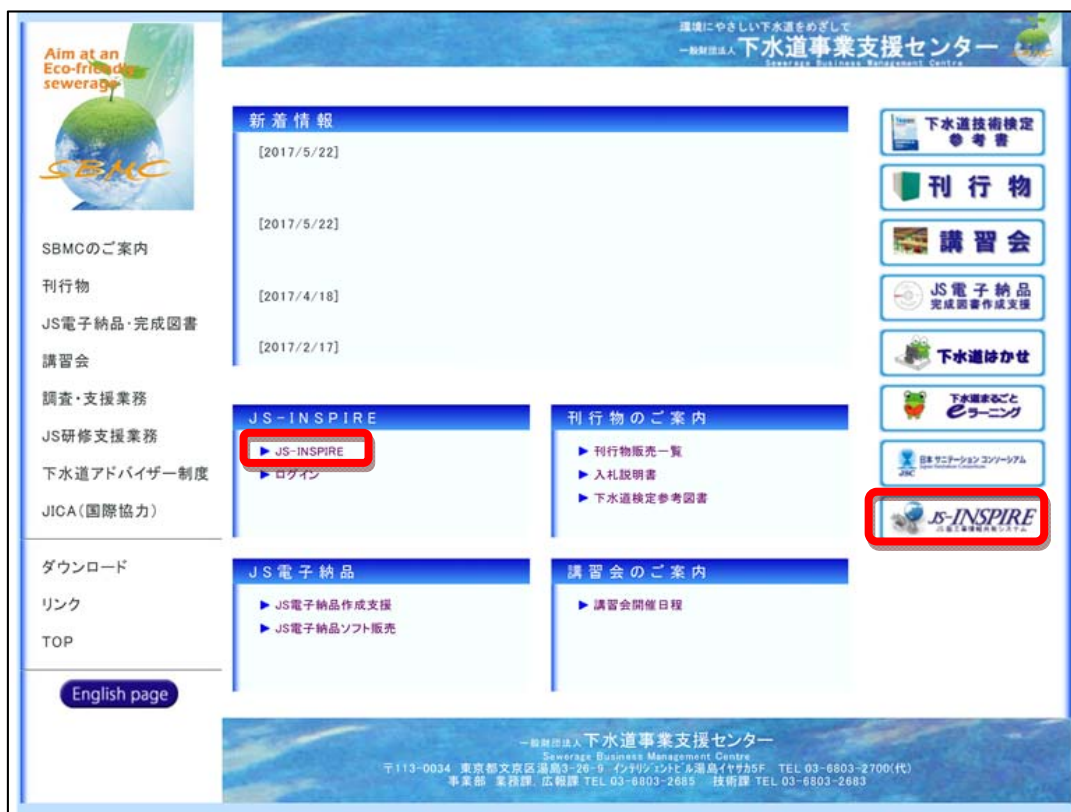 Aim at an
Eco-friendly
sewerage
SBMC
環境にやさしい下水道をめざして
一般財団法人 下水道事業支援センター
Sewerage Business Management Centre
SBMCのご案内
刊行物
JS電子納品・完成図書
講習会
調査・支援業務
JS研修支援業務
下水道アドバイザー制度
JICA(国際協力)
ダウンロード
リンク
TOP
English page
新着情報
[2017/5/22]
[2017/5/22]
[2017/4/18]
[2017/2/17]
JS-INSPIRE
JS-INSPIRE
ログイン
刊行物のご案内
刊行物販売一覧
入札説明書
下水道検定参考図書
JS電子納品
JS電子納品作成支援
JS電子納品ソフト販売
講習会のご案内
講習会開催日程
下水道技術検定
参考書
刊行物
講習会
JS電子納品
完成図書作成支援
下水道はかせ
下水道まるごと
eラーニング
日本サニテーションコンソーシアム
Japan Sanitation Consortium
JSC
JS-INSPIRE
JS版工事情報共有システム
一般財団法人 下水道事業支援センター
Sewerage Business Management Centre
〒113-0034 東京都文京区湯島3-26-9 インテリジェントビル湯島イヤサカ5F TEL 03-6803-2700(代)
事業部 業務課, 広報課 TEL 03-6803-2685 技術課 TEL 03-6803-2683